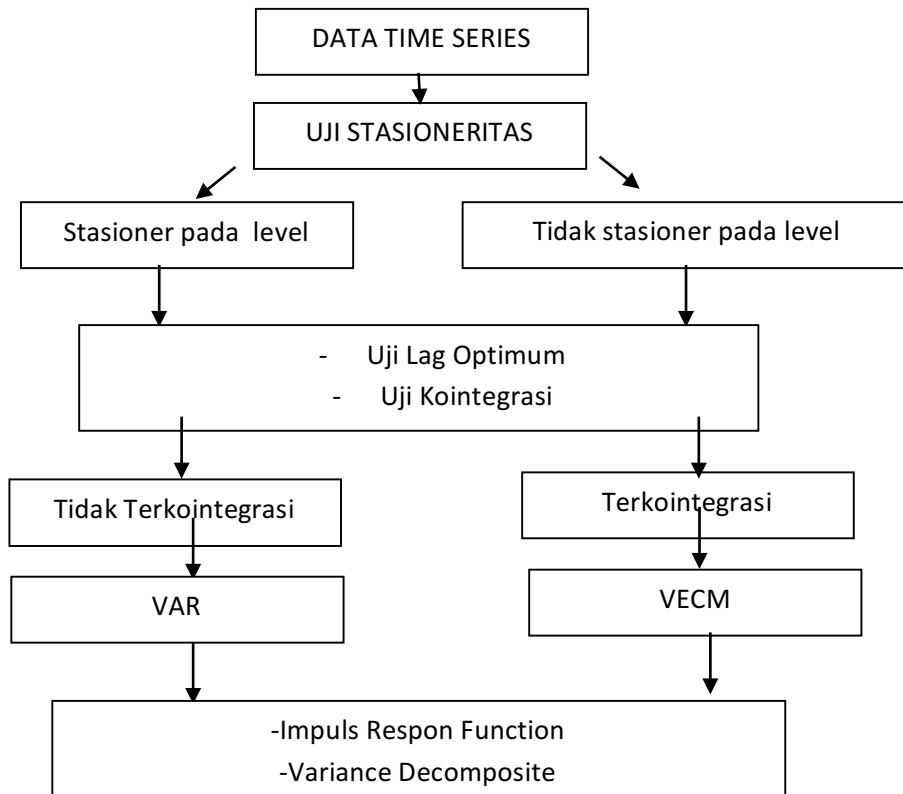 DATA TIME SERIES
UJI STASIONERITAS
Stasioner pada level
Tidak stasioner pada level
- Uji Lag Optimum
- Uji Kointegrasi
Tidak Terkointegrasi
Terkointegrasi
VAR
VECM
-Impuls Respon Function
-Variance Decomposite